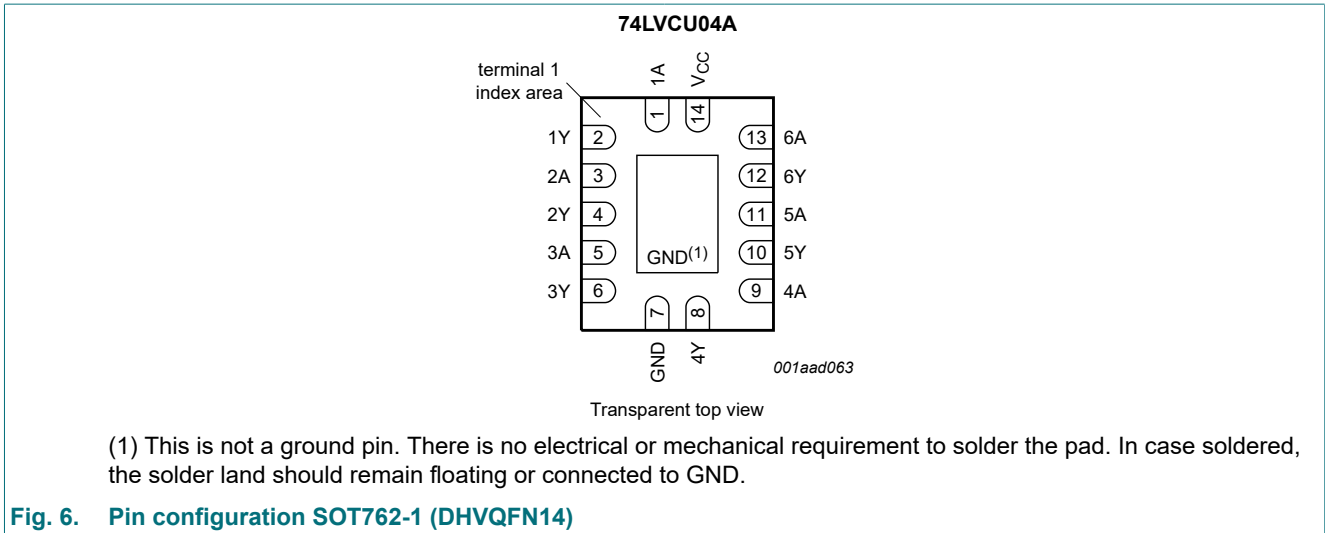 74LVCU04A
terminal 1
index area
1A
VCC
1
14
1Y 2
13 6A
2A 3
12 6Y
2Y 4
11 5A
3A 5
GND(1)
10 5Y
3Y 6
9 4A
7
8
GND
4Y
001aad063
Transparent top view
(1) This is not a ground pin. There is no electrical or mechanical requirement to solder the pad. In case soldered,
the solder land should remain floating or connected to GND.
Fig. 6. Pin configuration SOT762-1 (DHVQFN14)